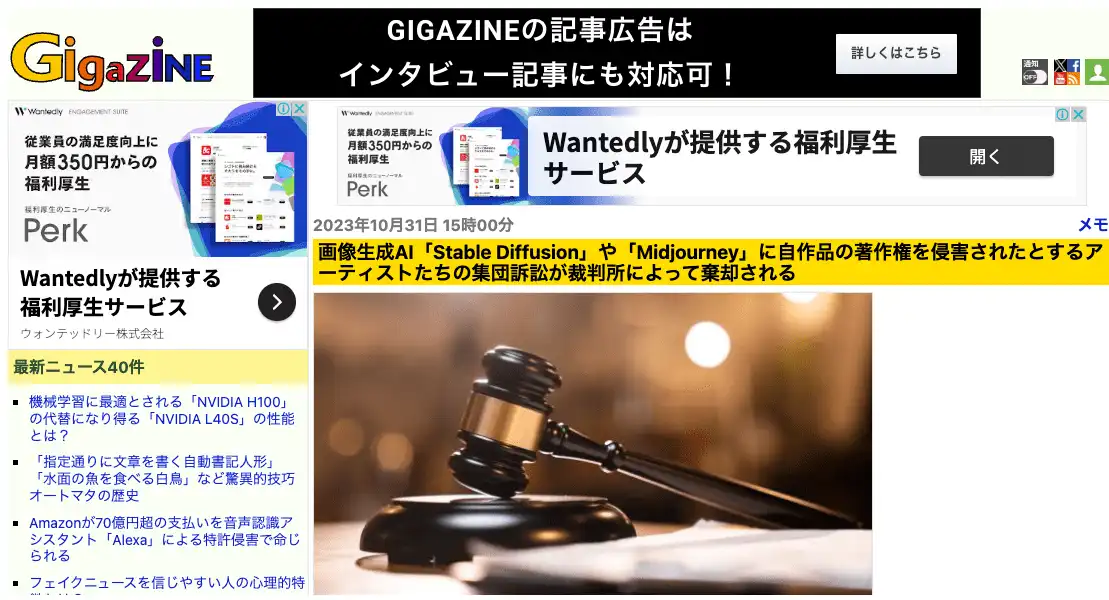 GIGAZINE
GIGAZINEの記事広告は
インタビュー記事にも対応可！
詳しくはこちら
通知
OFF
Wantedly ENGAGEMENT SUITE
従業員の満足度向上に
月額350円からの
福利厚生
福利厚生のニューノーマル
Perk
Wantedlyが提供する
福利厚生サービス
ウォンテッドリー株式会社
Wantedly ENGAGEMENT SUITE
従業員の満足度向上に
月額350円からの
福利厚生
福利厚生のニューノーマル
Perk
Wantedlyが提供する福利厚生
サービス
開く
2023年10月31日 15時00分
メモ
画像生成AI「Stable Diffusion」や「Midjourney」に自作品の著作権を侵害されたとするア
ーティストたちの集団訴訟が裁判所によって棄却される
最新ニュース40件
機械学習に最適とされる「NVIDIA H100」
の代替になり得る「NVIDIA L40S」の性能
とは？
「指定通りに文章を書く自動書記人形」
「水面の魚を食べる白鳥」など驚異的技巧
オートマタの歴史
Amazonが70億円超の支払いを音声認識ア
シスタント「Alexa」による特許侵害で命じ
られる
フェイクニュースを信じやすい人の心理的特